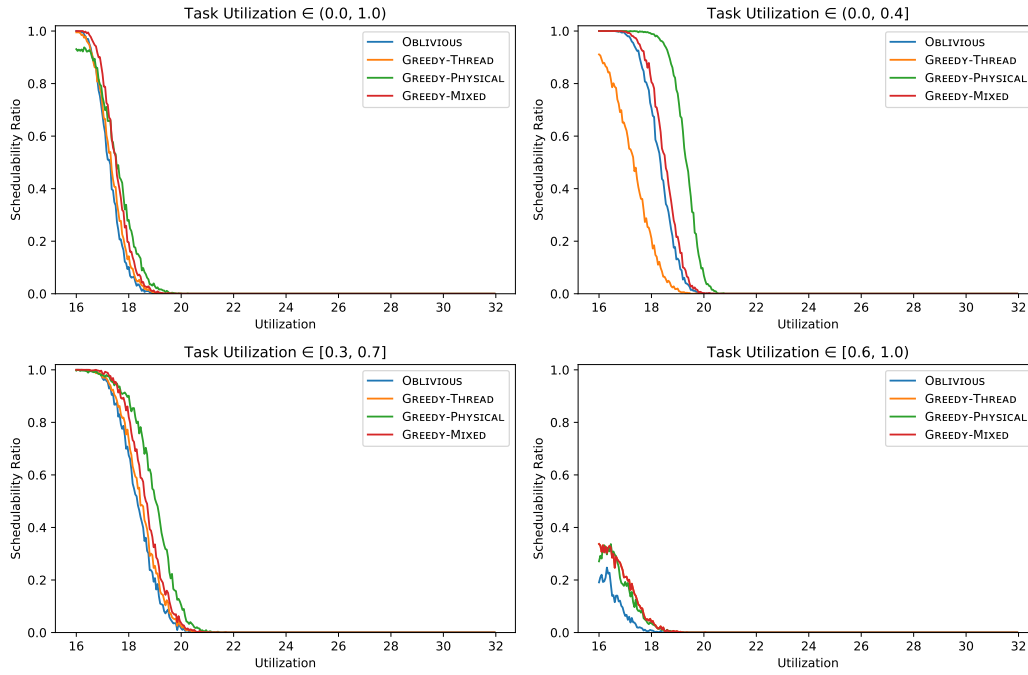 Task Utilization ∈ (0.0, 1.0)
Schedulability Ratio
1.0
0.8
0.6
0.4
0.2
0.0
16 18 20 22 24 26 28 30 32
Utilization
Oblivious
Greedy-Thread
Greedy-Physical
Greedy-Mixed
Task Utilization ∈ (0.0, 0.4]
Schedulability Ratio
1.0
0.8
0.6
0.4
0.2
0.0
16 18 20 22 24 26 28 30 32
Utilization
Oblivious
Greedy-Thread
Greedy-Physical
Greedy-Mixed
Task Utilization ∈ [0.3, 0.7]
Schedulability Ratio
1.0
0.8
0.6
0.4
0.2
0.0
16 18 20 22 24 26 28 30 32
Utilization
Oblivious
Greedy-Thread
Greedy-Physical
Greedy-Mixed
Task Utilization ∈ [0.6, 1.0)
Schedulability Ratio
1.0
0.8
0.6
0.4
0.2
0.0
16 18 20 22 24 26 28 30 32
Utilization
Oblivious
Greedy-Thread
Greedy-Physical
Greedy-Mixed